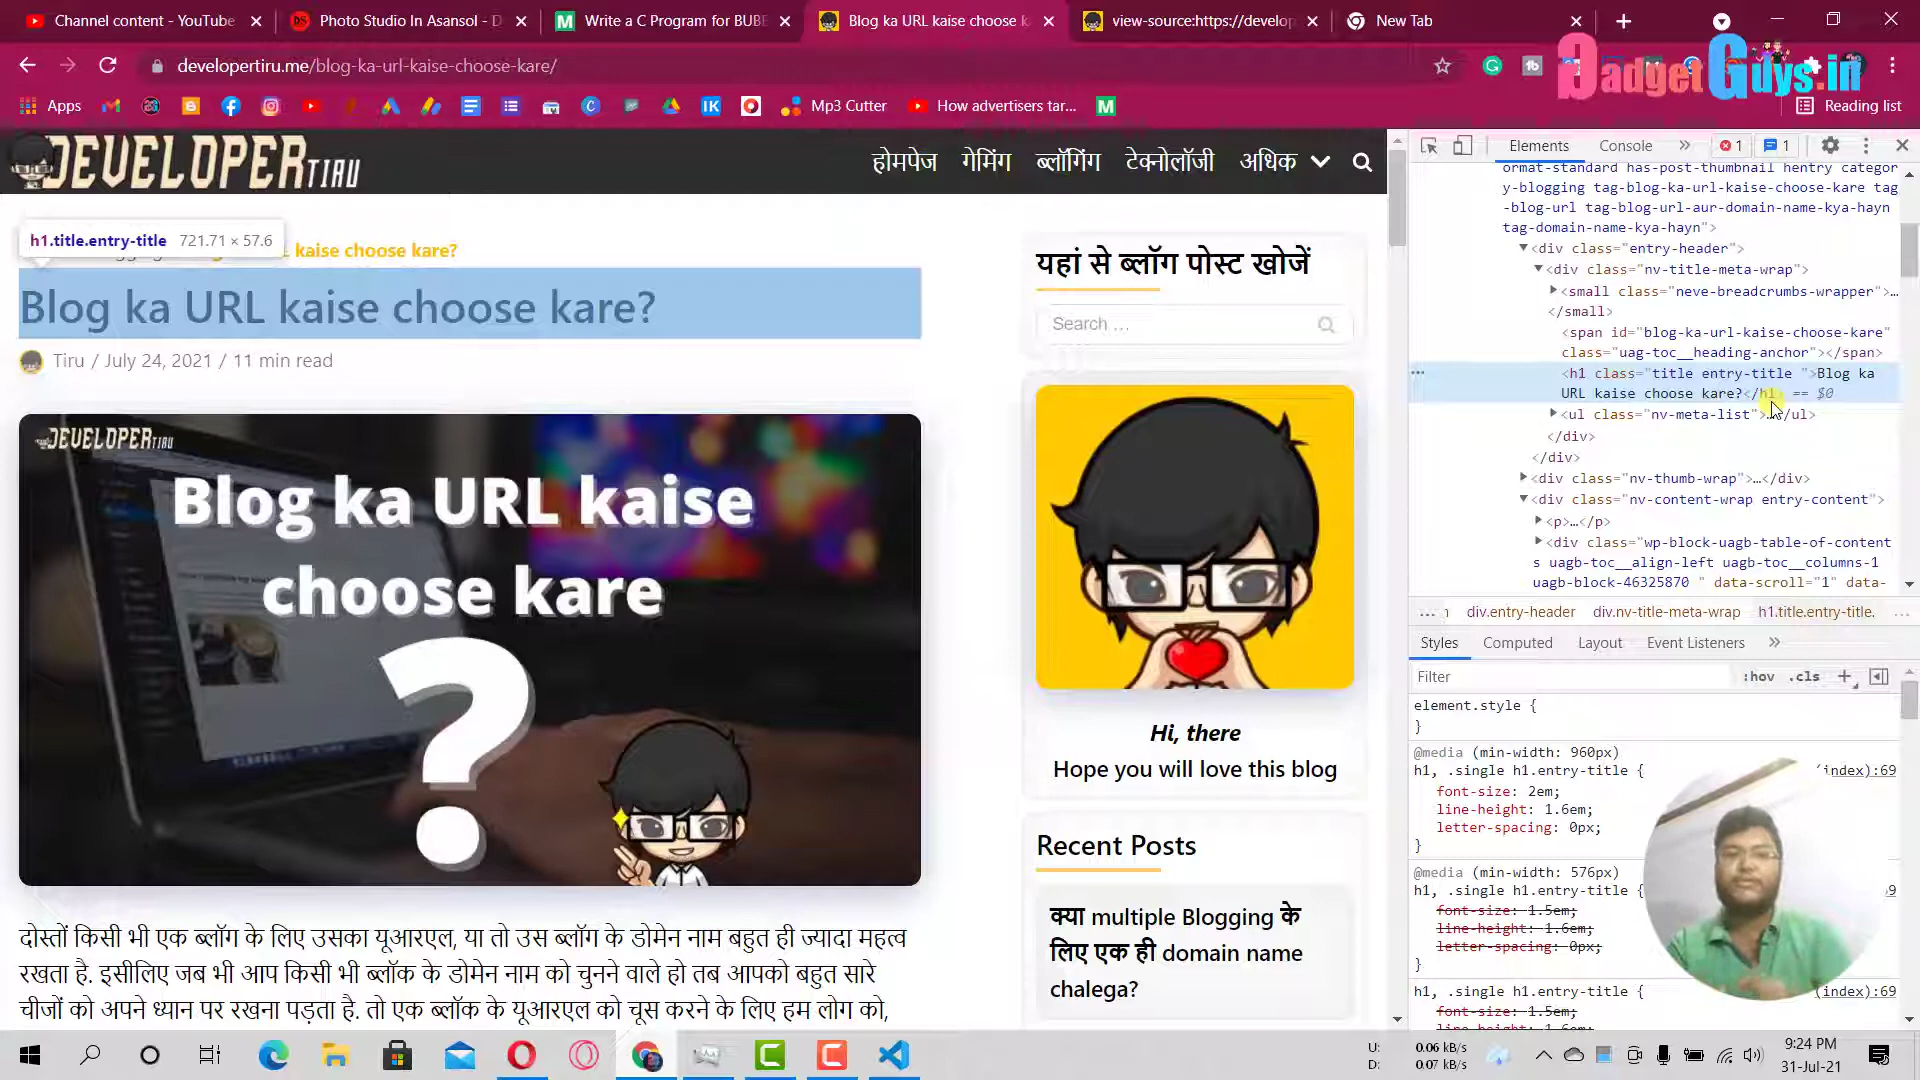 Channel content - YouTube
Photo Studio In Asansol - D
Write a C Program for BUBB
Blog ka URL kaise choose k
view-source:https://develop
New Tab
developertiru.me/blog-ka-url-kaise-choose-kare/
GadgetGuys.in
Apps
Mp3 Cutter
How advertisers tar...
Reading list
DEVELOPERTIRU
होमपेज
गेमिंग
ब्लॉगिंग
टेक्नोलॉजी
अधिक
h1.title.entry-title 721.71 × 57.6
kaise choose kare?
Blog ka URL kaise choose kare?
Tiru / July 24, 2021 / 11 min read
DEVELOPERTIRU
Blog ka URL kaise
choose kare
?
दोस्तों किसी भी एक ब्लॉग के लिए उसका यूआरएल, या तो उस ब्लॉग के डोमेन नाम बहुत ही ज्यादा महत्व
रखता है. इसीलिए जब भी आप किसी भी ब्लॉक के डोमेन नाम को चुनने वाले हो तब आपको बहुत सारे
चीजों को अपने ध्यान पर रखना पड़ता है. तो एक ब्लॉक के यूआरएल को चूस करने के लिए हम लोग को,
यहां से ब्लॉग पोस्ट खोजें
Search …
Hi, there
Hope you will love this blog
Recent Posts
क्या multiple Blogging के
लिए एक ही domain name
chalega?
Elements
Console
1
1
ormat-standard has-post-thumbnail hentry categor
y-blogging tag-blog-ka-url-kaise-choose-kare tag
-blog-url tag-blog-url-aur-domain-name-kya-hayn
tag-domain-name-kya-hayn">
<div class="entry-header">
<div class="nv-title-meta-wrap">
<small class="neve-breadcrumbs-wrapper">…
</small>
<span id="blog-ka-url-kaise-choose-kare"
class="uag-toc__heading-anchor"></span>
<h1 class="title entry-title ">Blog ka
URL kaise choose kare?</h1> == $0
<ul class="nv-meta-list">…</ul>
</div>
</div>
<div class="nv-thumb-wrap">…</div>
<div class="nv-content-wrap entry-content">
<p>…</p>
<div class="wp-block-uagb-table-of-content
s uagb-toc__align-left uagb-toc__columns-1
uagb-block-46325870 " data-scroll="1" data-
... div.entry-header div.nv-title-meta-wrap h1.title.entry-title. ...
Styles
Computed
Layout
Event Listeners
Filter
:hov .cls
element.style {
}
@media (min-width: 960px)
h1, .single h1.entry-title {
(index):69
font-size: 2em;
line-height: 1.6em;
letter-spacing: 0px;
}
@media (min-width: 576px)
h1, .single h1.entry-title {
font-size: 1.5em;
line-height: 1.6em;
letter-spacing: 0px;
}
h1, .single h1.entry-title {
(index):69
font-size: 1.5em;
U:
D:
0.06 kB/s
0.07 kB/s
9:24 PM
31-Jul-21